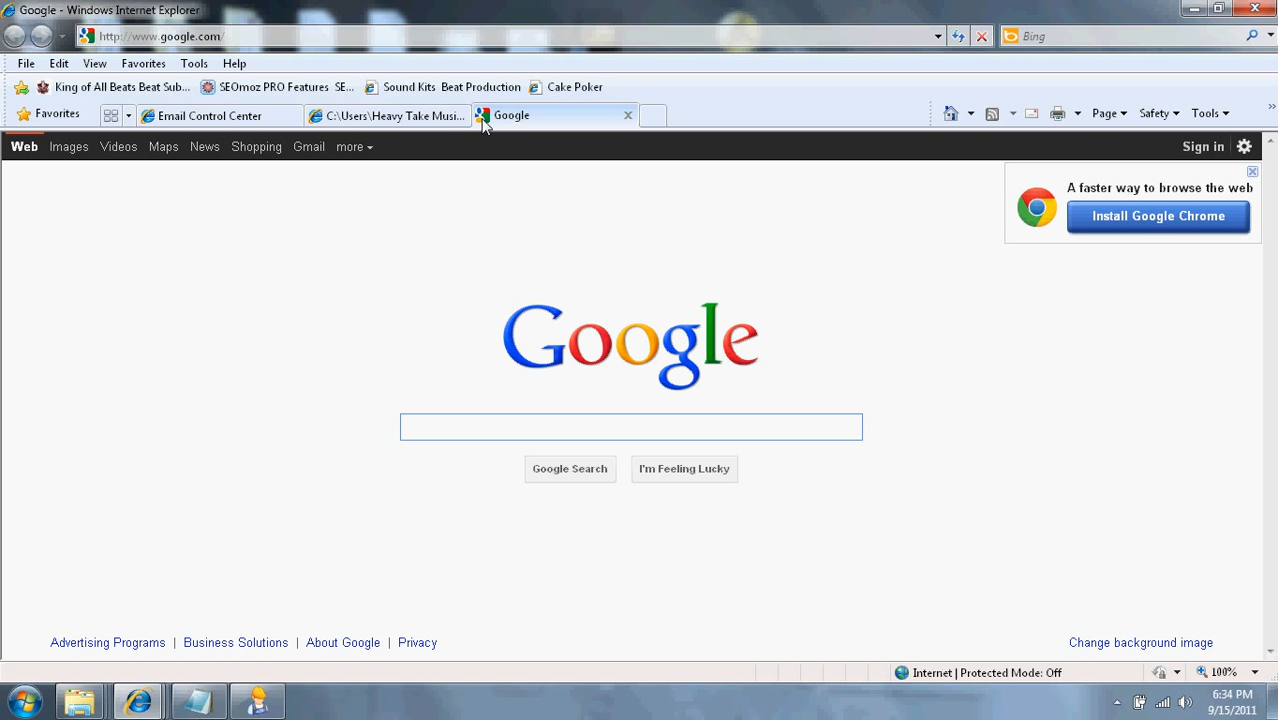 Google - Windows Internet Explorer
http://www.google.com/
Bing
File Edit View Favorites Tools Help
King of All Beats Beat Sub... SEOmoz PRO Features SE... Sound Kits Beat Production Cake Poker
Favorites Email Control Center C:\Users\Heavy Take Musi... Google Page Safety Tools
Web Images Videos Maps News Shopping Gmail more Sign in
A faster way to browse the web
Install Google Chrome
Google
Google Search I'm Feeling Lucky
Advertising Programs | Business Solutions | About Google | Privacy Change background image
Internet | Protected Mode: Off 100%
6:34 PM
9/15/2011